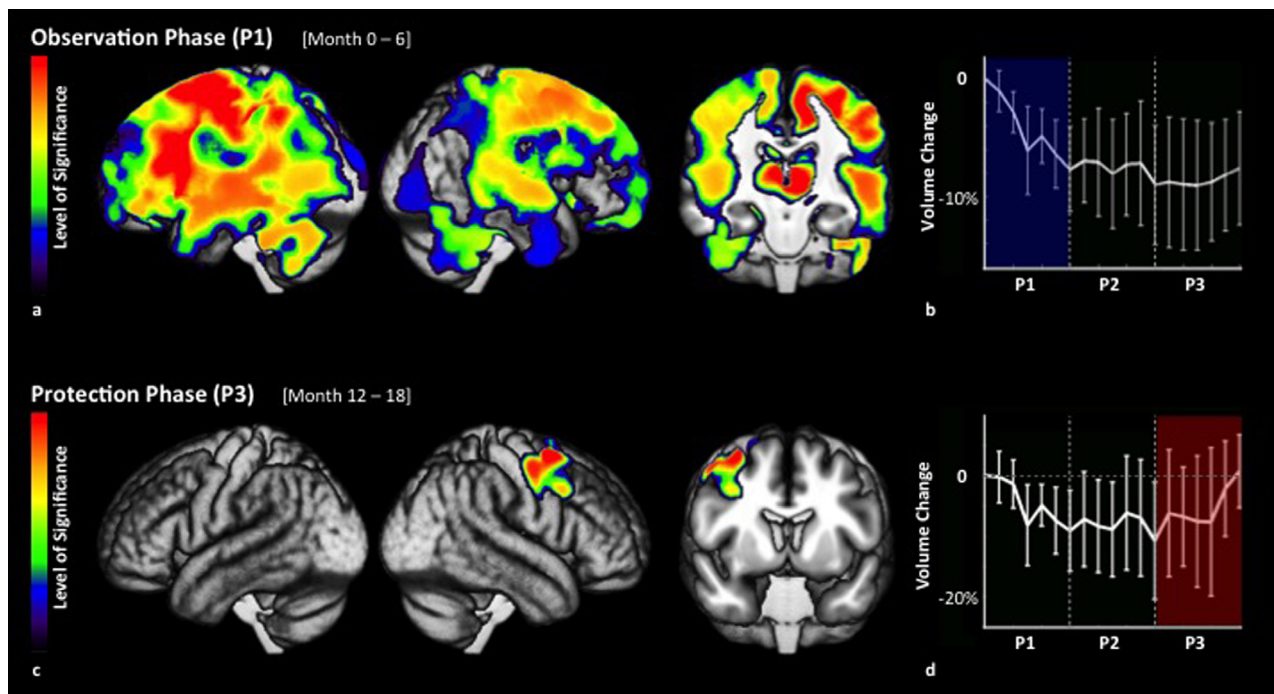 Observation Phase (P1) [Month 0 – 6]
Level of Significance
a
Volume Change
0
-10%
P1 P2 P3
b
Protection Phase (P3) [Month 12 – 18]
Level of Significance
c
Volume Change
0
-20%
P1 P2 P3
d